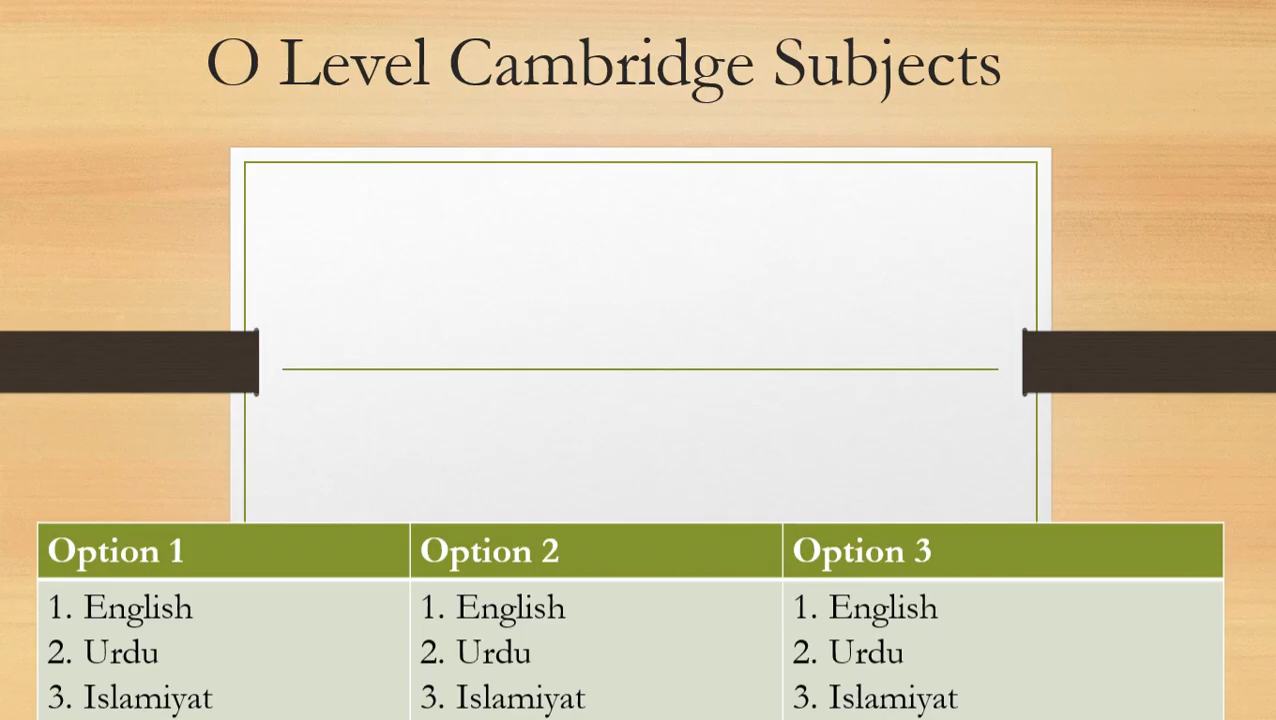 O Level Cambridge Subjects
Option 1 Option 2 Option 3
1. English 1. English 1. English
2. Urdu 2. Urdu 2. Urdu
3. Islamiyat 3. Islamiyat 3. Islamiyat